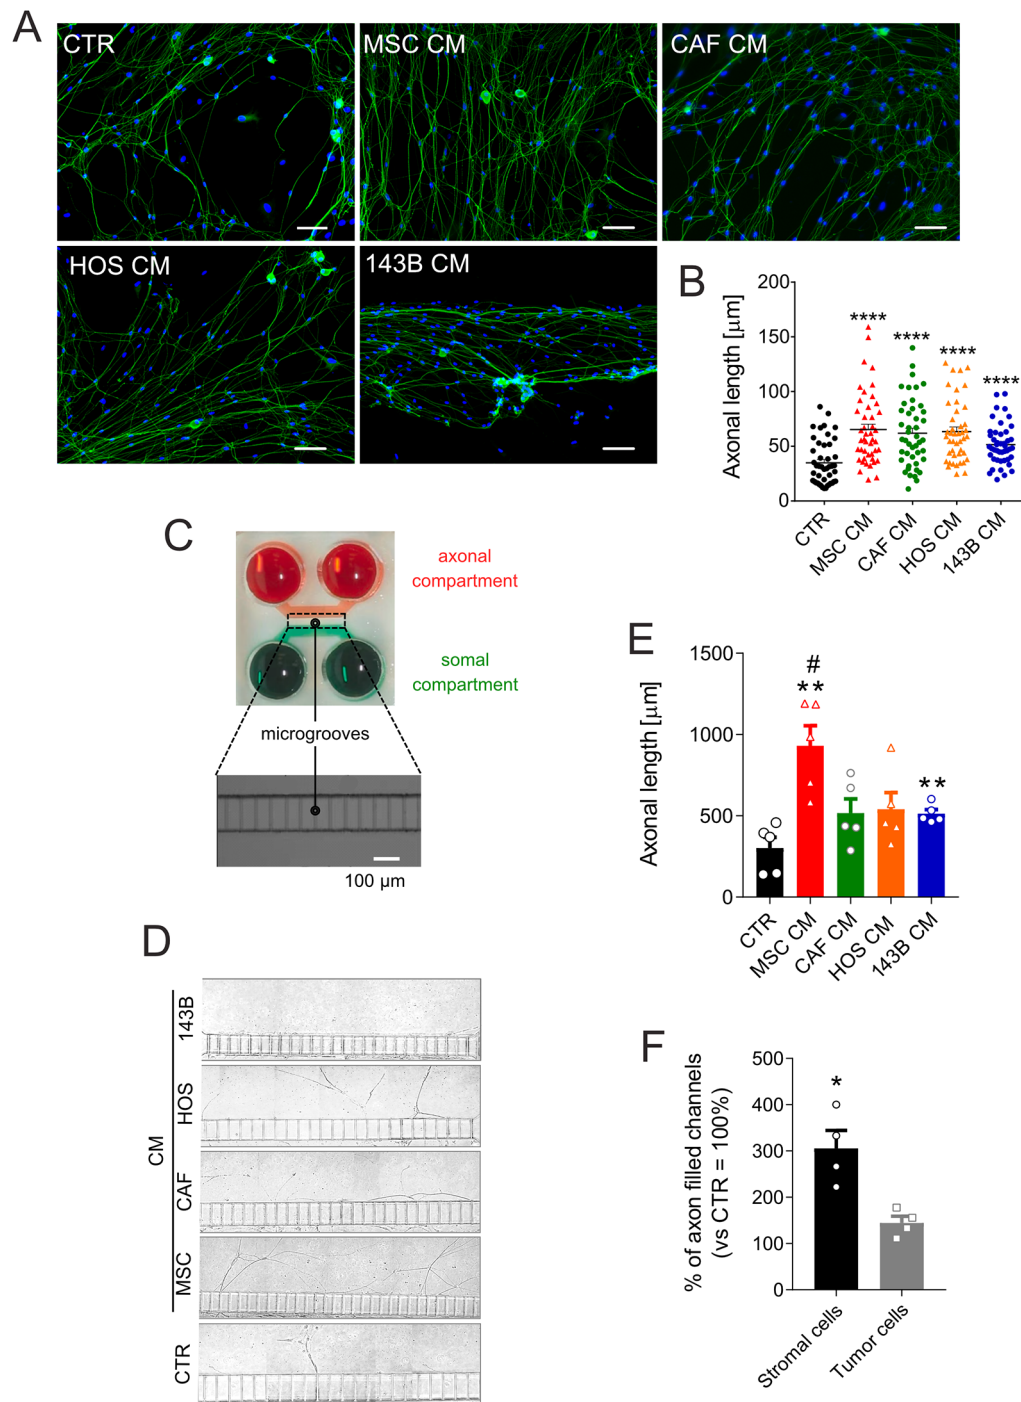 A
CTR
MSC CM
CAF CM
HOS CM
143B CM
B
Axonal length [μm]
200
150
100
50
0
****
****
****
****
CTR
MSC CM
CAF CM
HOS CM
143B CM
C
axonal
compartment
somal
compartment
microgrooves
100 μm
D
CM
143B
HOS
CAF
MSC
CTR
E
Axonal length [μm]
1500
1000
500
0
#
**
**
CTR
MSC CM
CAF CM
HOS CM
143B CM
F
% of axon filled channels
(vs CTR = 100%)
500
400
300
200
100
0
*
Stromal cells
Tumor cells